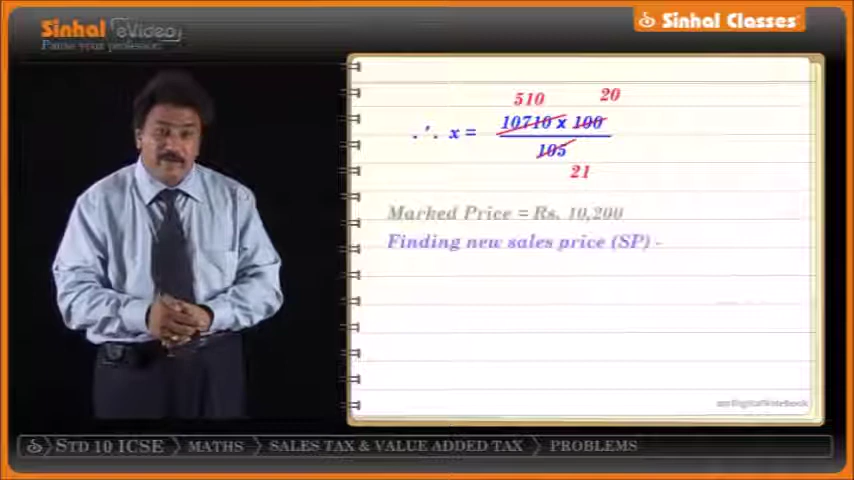 Sinhal eVideo
Pause your professor.
Sinhal Classes
510 20
∴ x = 10710 x 100
105
21
Marked Price = Rs. 10,200
Finding new sales price (SP) -
STD 10 ICSE MATHS SALES TAX & VALUE ADDED TAX PROBLEMS